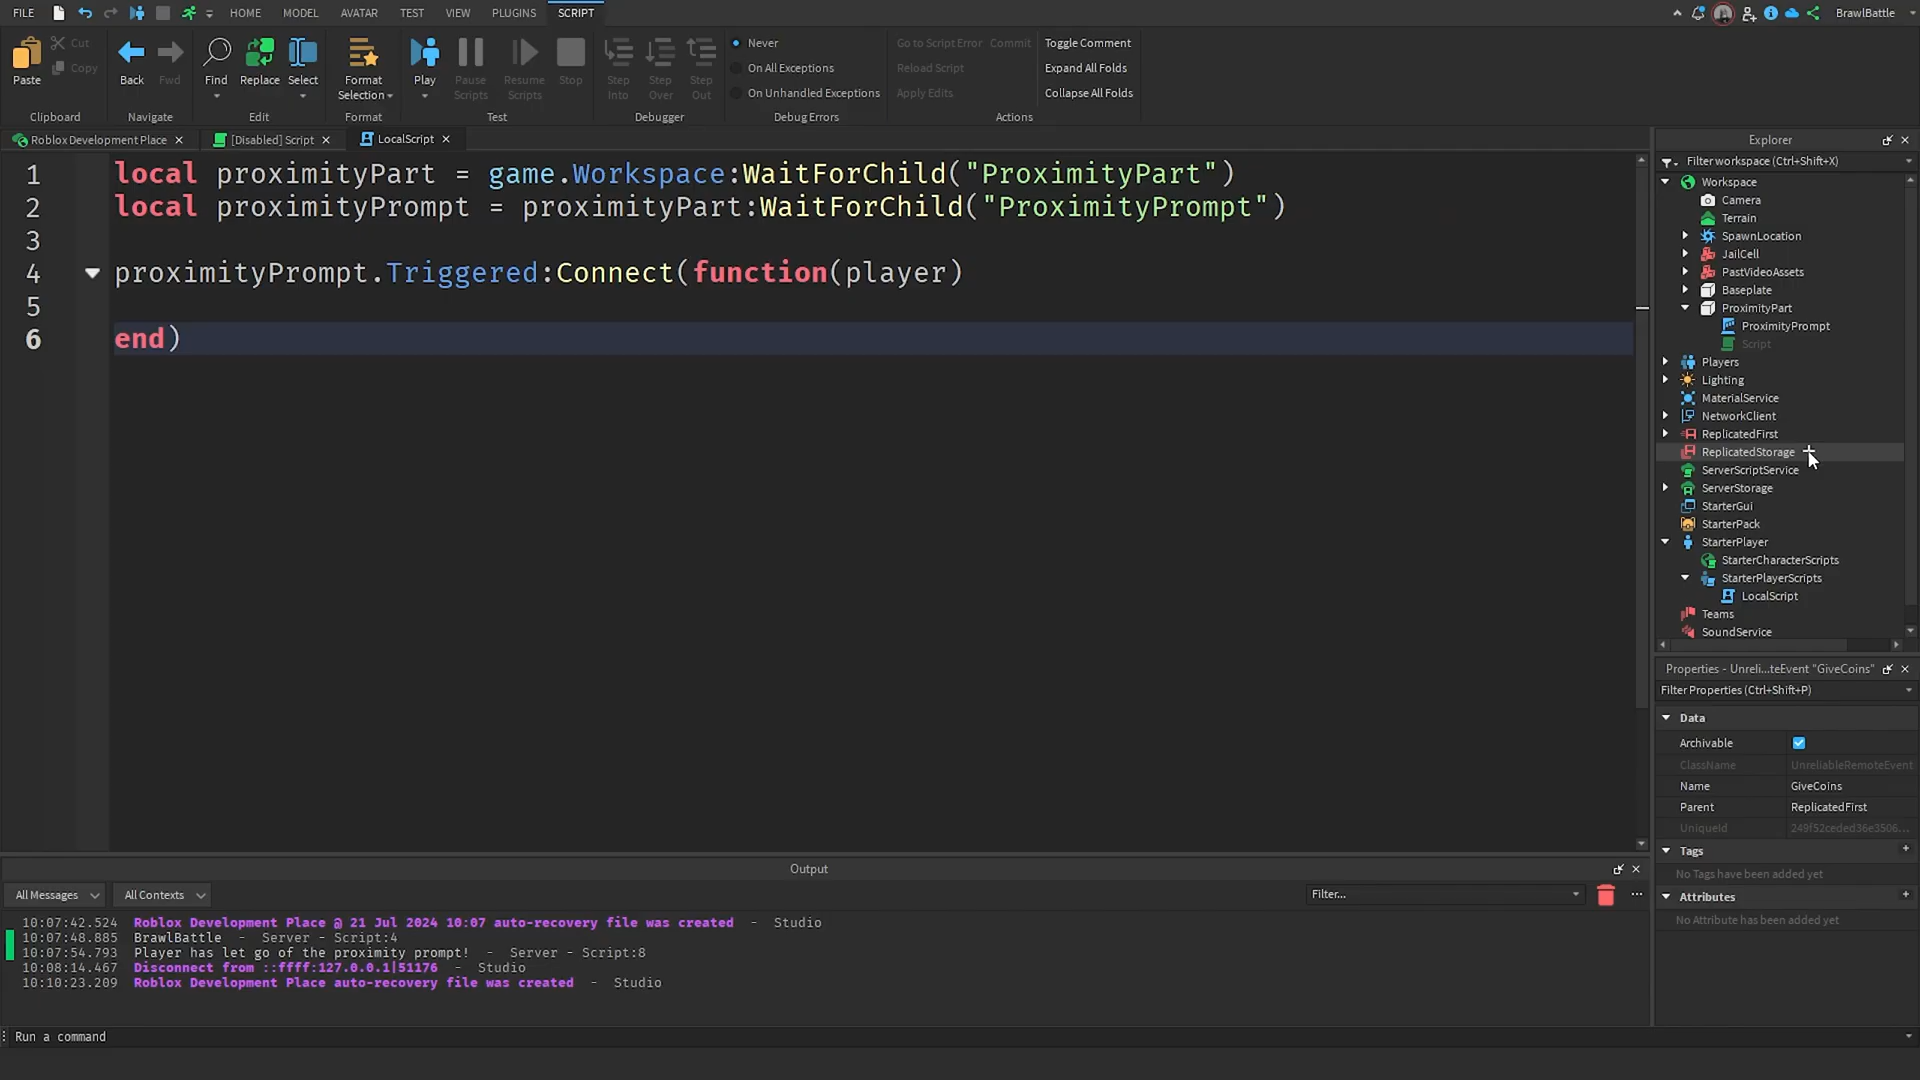 FILE HOME MODEL AVATAR TEST VIEW PLUGINS SCRIPT BrawlBattle
Paste Cut Copy Back Fwd Find Replace Select Format Selection Play Pause Scripts Resume Scripts Stop Step Into Step Over Step Out
Never
On All Exceptions
On Unhandled Exceptions
Go to Script Error Commit
Reload Script
Apply Edits
Toggle Comment
Expand All Folds
Collapse All Folds
Clipboard Navigate Edit Format Test Debugger Debug Errors Actions
Roblox Development Place [Disabled] Script LocalScript
1 local proximityPart = game.Workspace:WaitForChild("ProximityPart")
2 local proximityPrompt = proximityPart:WaitForChild("ProximityPrompt")
3
4 proximityPrompt.Triggered:Connect(function(player)
5
6 end)
Explorer
Filter workspace (Ctrl+Shift+X)
Workspace
Camera
Terrain
SpawnLocation
JailCell
PastVideoAssets
Baseplate
ProximityPart
ProximityPrompt
Script
Players
Lighting
MaterialService
NetworkClient
ReplicatedFirst
ReplicatedStorage
ServerScriptService
ServerStorage
StarterGui
StarterPack
StarterPlayer
StarterCharacterScripts
StarterPlayerScripts
LocalScript
Teams
SoundService
Properties - Unreli...teEvent "GiveCoins"
Filter Properties (Ctrl+Shift+P)
Data
Archivable
ClassName UnreliableRemoteEvent
Name GiveCoins
Parent ReplicatedFirst
UniqueId 249f52ceded36e3506...
Tags
No Tags have been added yet
Attributes
No Attribute has been added yet
Output
All Messages All Contexts Filter...
10:07:42.524 Roblox Development Place @ 21 Jul 2024 10:07 auto-recovery file was created - Studio
10:07:48.885 BrawlBattle - Server - Script:4
10:07:54.793 Player has let go of the proximity prompt! - Server - Script:8
10:08:14.467 Disconnect from ::ffff:127.0.0.1|51176 - Studio
10:10:23.209 Roblox Development Place auto-recovery file was created - Studio
Run a command